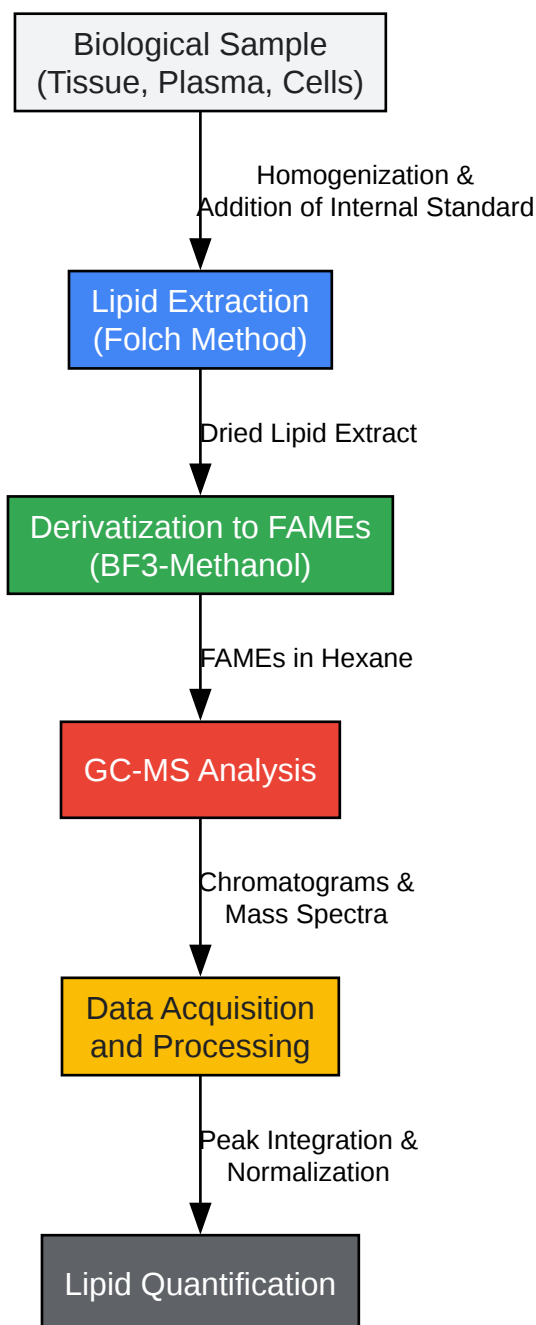 Biological Sample
(Tissue, Plasma, Cells)
Homogenization &
Addition of Internal Standard
Lipid Extraction
(Folch Method)
Dried Lipid Extract
Derivatization to FAMEs
(BF3-Methanol)
FAMEs in Hexane
GC-MS Analysis
Chromatograms &
Mass Spectra
Data Acquisition
and Processing
Peak Integration &
Normalization
Lipid Quantification